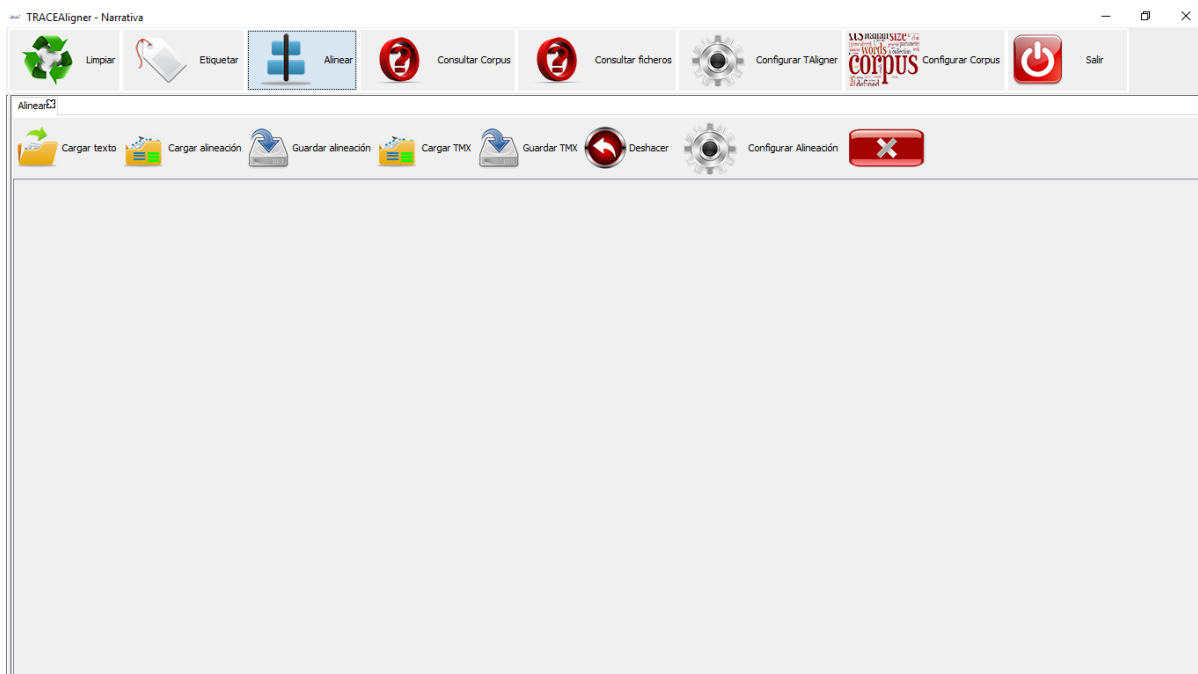 TRACEAligner - Narrativa
Limpiar
Etiquetar
Alinear
Consultar Corpus
Consultar ficheros
Configurar TAligner
words
corpus
defined
Configurar Corpus
Salir
Alinear
Cargar texto
Cargar alineación
Guardar alineación
Cargar TMX
Guardar TMX
Deshacer
Configurar Alineación